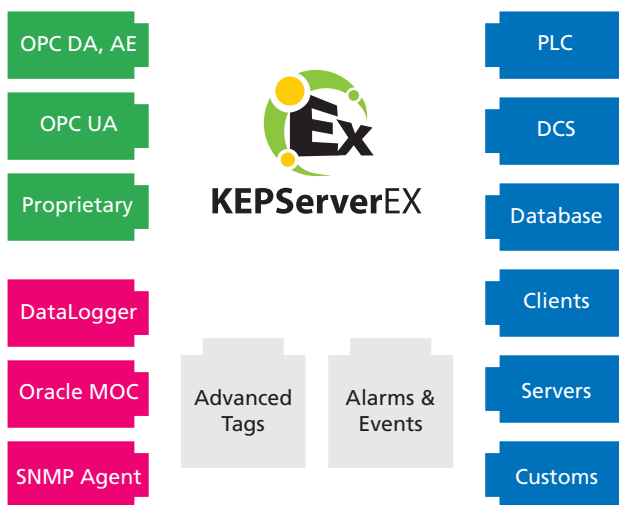 OPC DA, AE
OPC UA
Proprietary
DataLogger
Oracle MOC
SNMP Agent
Ex
KEPServerEX
Advanced
Tags
Alarms &
Events
PLC
DCS
Database
Clients
Servers
Customs